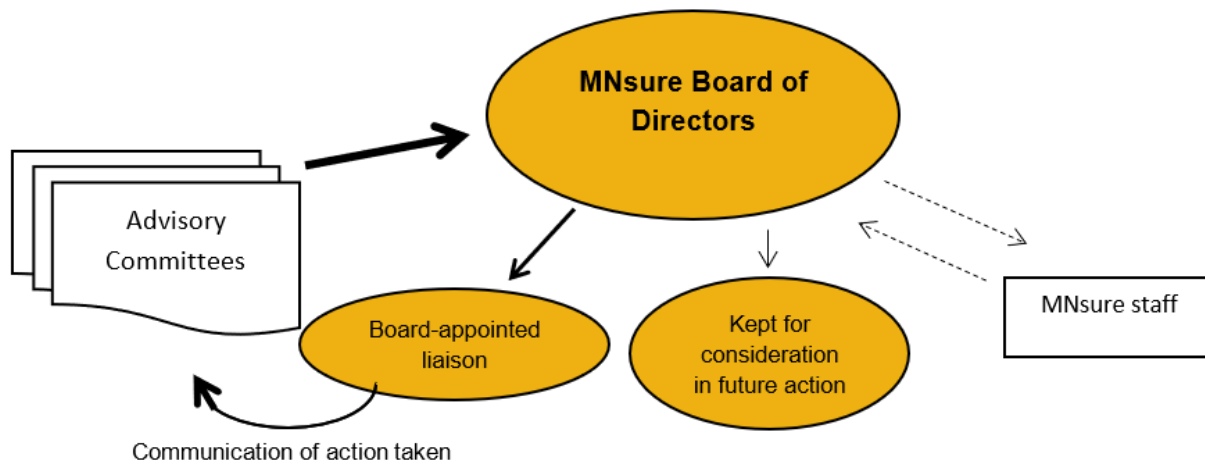 MNsure Board of
Directors
Advisory
Committees
Board-appointed
liaison
Kept for
consideration
in future action
MNsure staff
Communication of action taken